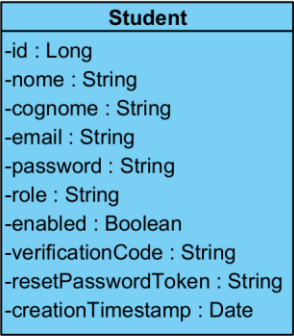 Student
-id : Long
-nome : String
-cognome : String
-email : String
-password : String
-role : String
-enabled : Boolean
-verificationCode : String
-resetPasswordToken : String
-creationTimestamp : Date